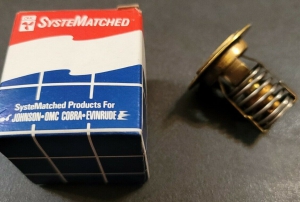 SYSTEMATCHED
SysteMatched Products For
JOHNSON-OMC COBRA-EVINRUDE E